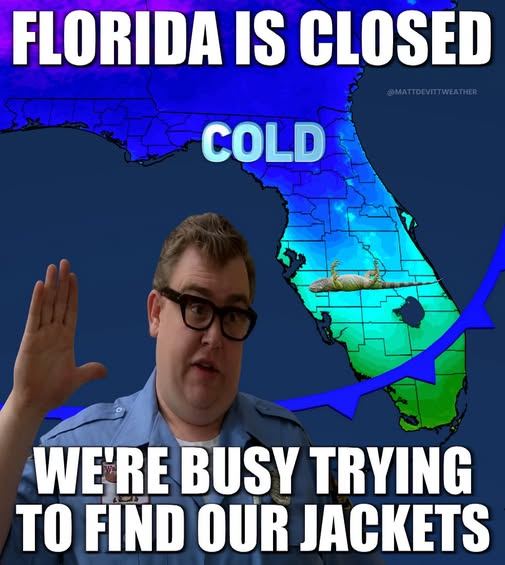 FLORIDA IS CLOSED
@MATTDEVITTWEATHER
COLD
WE'RE BUSY TRYING
TO FIND OUR JACKETS